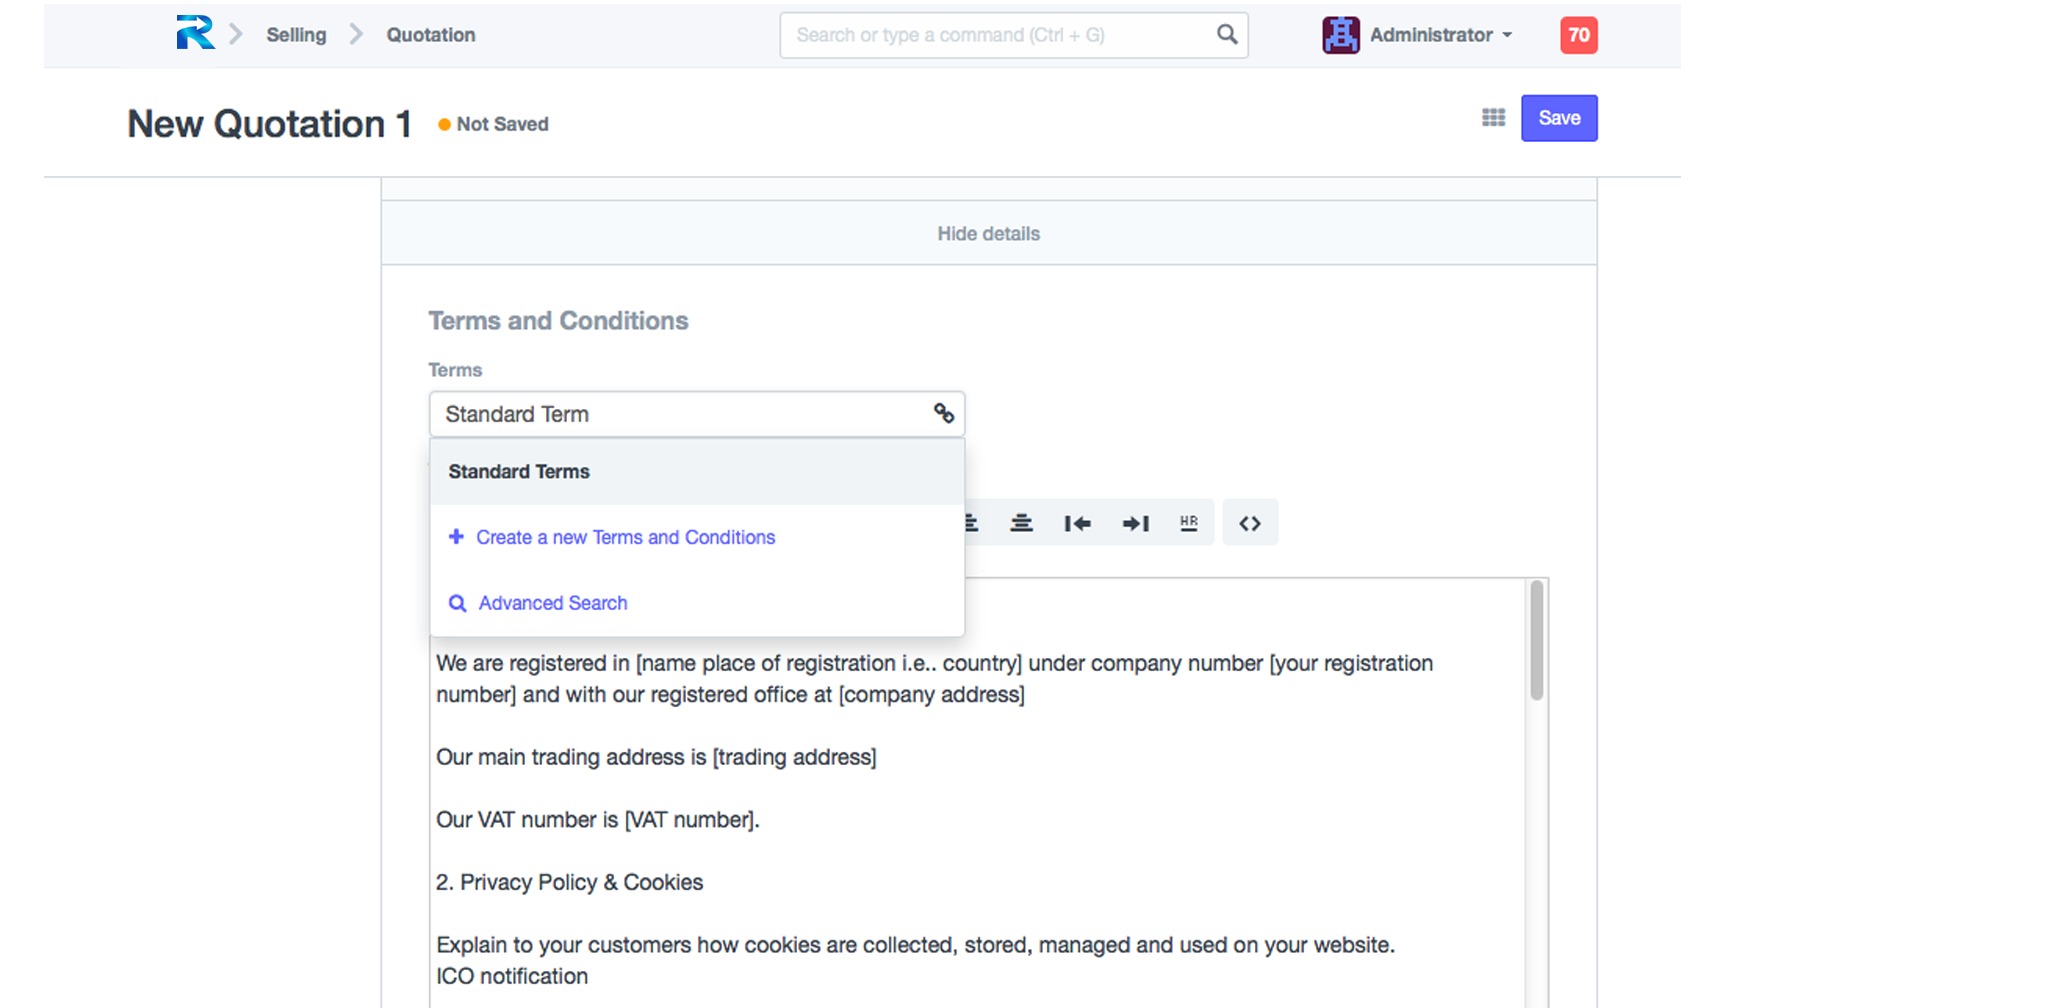 Selling Quotation Search or type a command (Ctrl + G) Administrator 70
New Quotation 1 Not Saved Save
Hide details
Terms and Conditions
Terms
Standard Term
Standard Terms
Create a new Terms and Conditions
HR
Advanced Search
We are registered in [name place of registration i.e.. country] under company number [your registration
number] and with our registered office at [company address]
Our main trading address is [trading address]
Our VAT number is [VAT number].
2. Privacy Policy & Cookies
Explain to your customers how cookies are collected, stored, managed and used on your website.
ICO notification